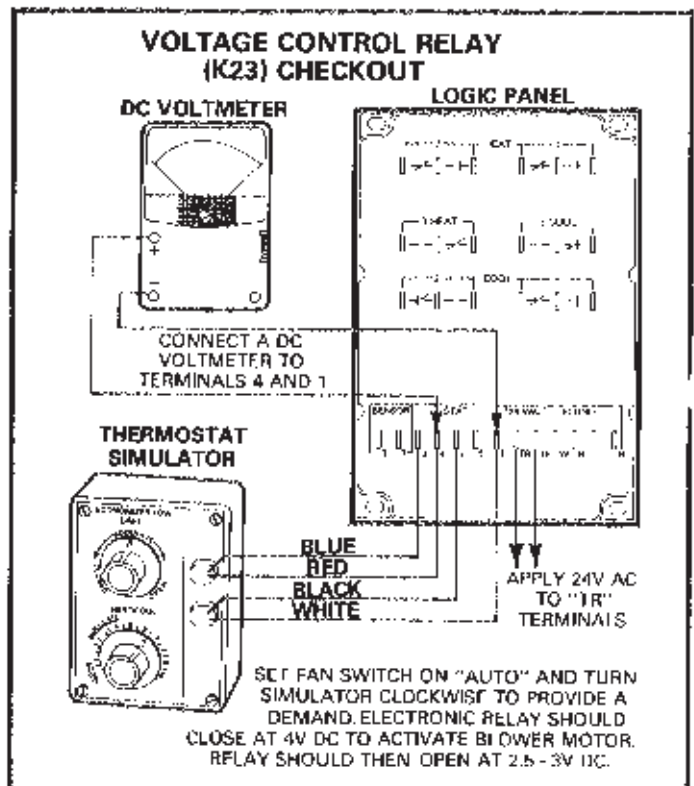 VOLTAGE CONTROL RELAY
(K23) CHECKOUT
DC VOLTMETER
LOGIC PANEL
HEAT
COOL
+
−
CONNECT A DC
VOLTMETER TO
TERMINALS 4 AND 1
SENSOR
STAT
THERMOSTAT
SIMULATOR
BLUE
RED
BLACK
WHITE
APPLY 24V AC
TO "TR"
TERMINALS
SET FAN SWITCH ON "AUTO" AND TURN
SIMULATOR CLOCKWISE TO PROVIDE A
DEMAND. ELECTRONIC RELAY SHOULD
CLOSE AT 4V DC TO ACTIVATE BLOWER MOTOR.
RELAY SHOULD THEN OPEN AT 2.5 - 3V DC.